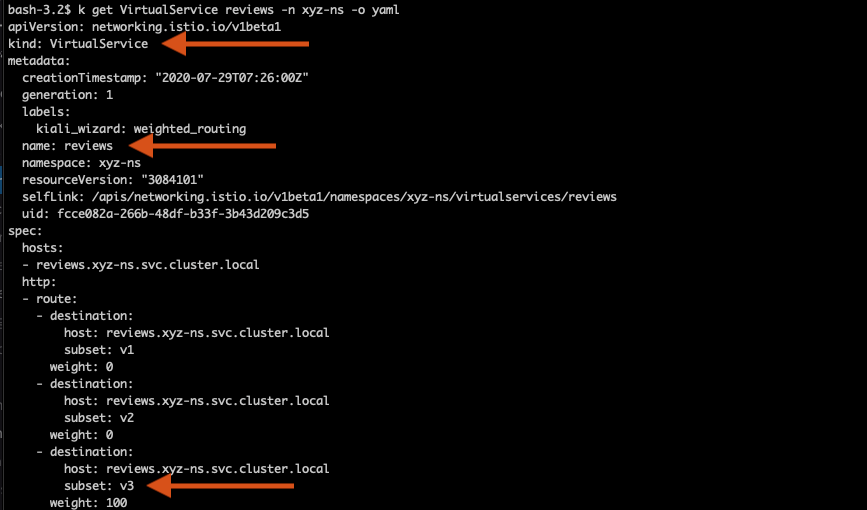 bash-3.2$ k get VirtualService reviews -n xyz-ns -o yaml
apiVersion: networking.istio.io/v1beta1
kind: VirtualService
metadata:
  creationTimestamp: "2020-07-29T07:26:00Z"
  generation: 1
  labels:
    kiali_wizard: weighted_routing
  name: reviews
  namespace: xyz-ns
  resourceVersion: "3084101"
  selfLink: /apis/networking.istio.io/v1beta1/namespaces/xyz-ns/virtualservices/reviews
  uid: fcce082a-266b-48df-b33f-3b43d209c3d5
spec:
  hosts:
  - reviews.xyz-ns.svc.cluster.local
  http:
  - route:
    - destination:
        host: reviews.xyz-ns.svc.cluster.local
        subset: v1
      weight: 0
    - destination:
        host: reviews.xyz-ns.svc.cluster.local
        subset: v2
      weight: 0
    - destination:
        host: reviews.xyz-ns.svc.cluster.local
        subset: v3
      weight: 100